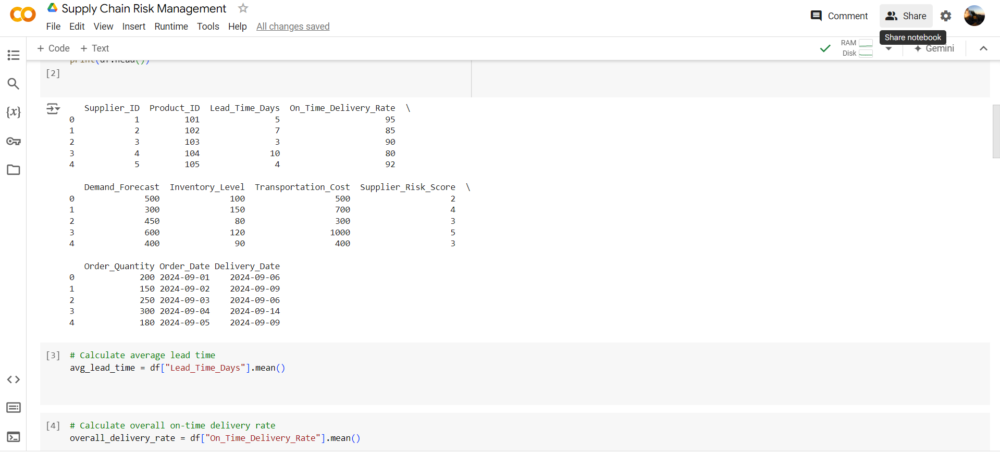 Supply Chain Risk Management
File Edit View Insert Runtime Tools Help All changes saved
Comment
Share
Share notebook
+ Code + Text
RAM
Disk
Gemini
print(df.head())
[2]
Supplier_ID Product_ID Lead_Time_Days On_Time_Delivery_Rate \
0 1 101 5 95
1 2 102 7 85
2 3 103 3 90
3 4 104 10 80
4 5 105 4 92
Demand_Forecast Inventory_Level Transportation_Cost Supplier_Risk_Score \
0 500 100 500 2
1 300 150 700 4
2 450 80 300 3
3 600 120 1000 5
4 400 90 400 3
Order_Quantity Order_Date Delivery_Date
0 200 2024-09-01 2024-09-06
1 150 2024-09-02 2024-09-09
2 250 2024-09-03 2024-09-06
3 300 2024-09-04 2024-09-14
4 180 2024-09-05 2024-09-09
[3] # Calculate average lead time
avg_lead_time = df["Lead_Time_Days"].mean()
[4] # Calculate overall on-time delivery rate
overall_delivery_rate = df["On_Time_Delivery_Rate"].mean()